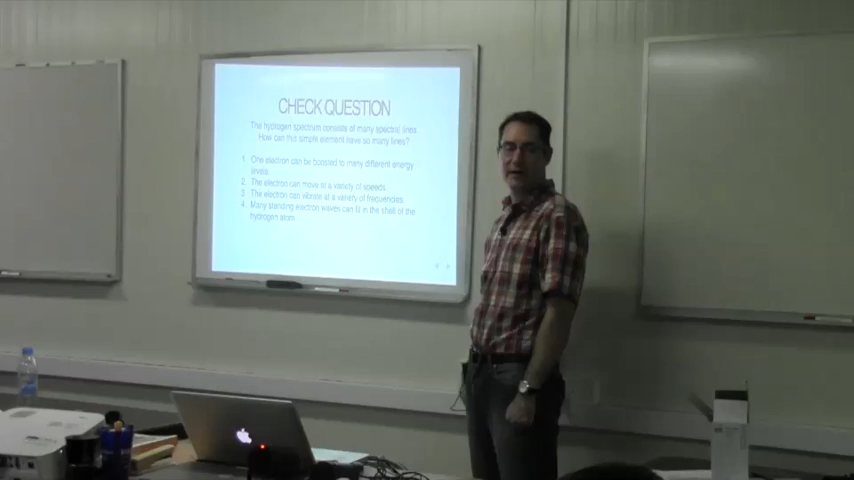 CHECK QUESTION
The hydrogen spectrum consists of many spectral lines.
How can this simple element have so many lines?
1. One electron can be boosted to many different energy
levels.
2. The electron can move at a variety of speeds.
3. The electron can vibrate at a variety of frequencies.
4. Many standing electron waves can fit in the shell of the
hydrogen atom.